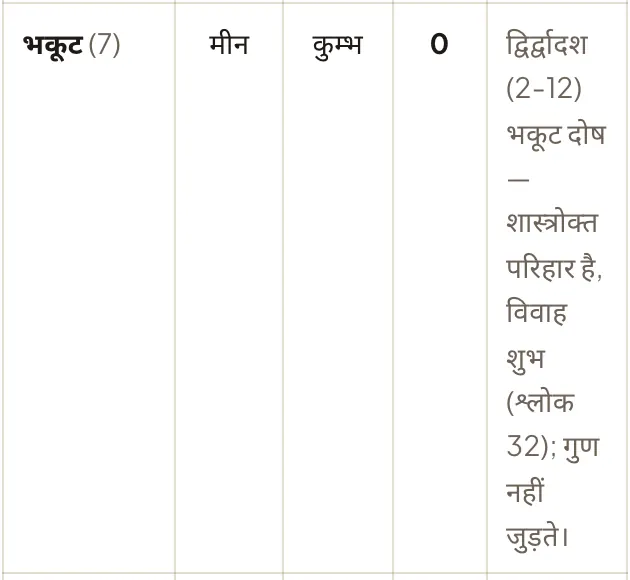 भकूट (7) मीन कुम्भ 0 द्विर्द्वादश
(2-12)
भकूट दोष
—
शास्त्रोक्त
परिहार है,
विवाह
शुभ
(श्लोक
32); गुण
नहीं
जुड़ते।